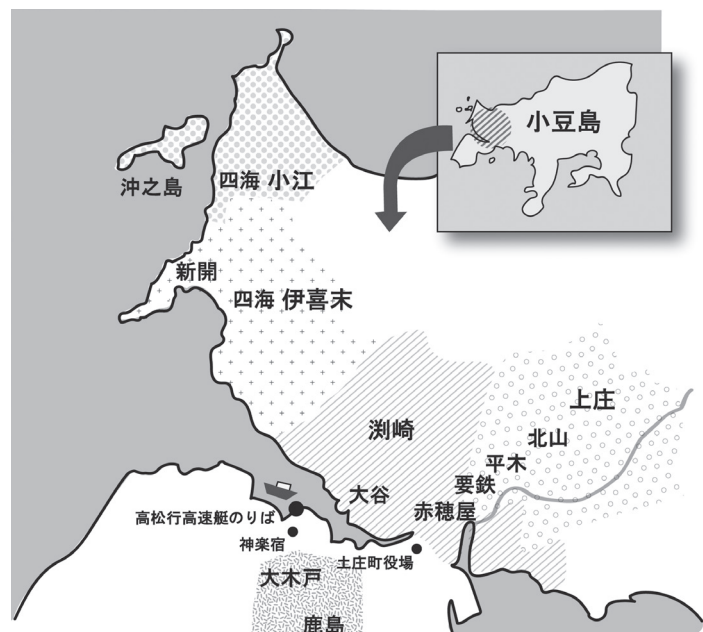 小豆島
沖之島
四海 小江
新開
四海 伊喜末
渕崎
上庄
北山
平木
要鉄
大谷
赤穂屋
高松行高速艇のりば
神楽宿
土庄町役場
大木戸
鹿島